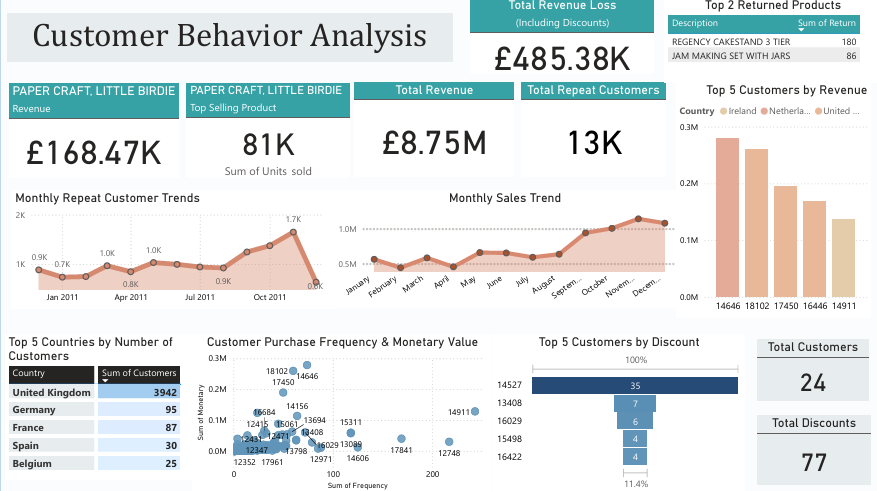 Customer Behavior Analysis
Total Revenue Loss
(Including Discounts)
£485.38K
Top 2 Returned Products
Description Sum of Return
REGENCY CAKESTAND 3 TIER 180
JAM MAKING SET WITH JARS 86
PAPER CRAFT, LITTLE BIRDIE
Revenue
£168.47K
PAPER CRAFT, LITTLE BIRDIE
Top Selling Product
81K
Sum of Units sold
Total Revenue
£8.75M
Total Repeat Customers
13K
Top 5 Customers by Revenue
Country Ireland Netherla... United ...
0.3M
0.2M
0.1M
0.0M
14646 18102 17450 16446 14911
Monthly Repeat Customer Trends
2K
1K
0.9K 0.7K 1.0K 0.8K 1.0K 0.9K 1.7K
Jan 2011 Apr 2011 Jul 2011 Oct 2011
Monthly Sales Trend
1.0M
0.5M
January February March April May June July August Septem... October Novem... Decem...
Top 5 Countries by Number of
Customers
Country Sum of Customers
United Kingdom 3942
Germany 95
France 87
Spain 30
Belgium 25
Customer Purchase Frequency & Monetary Value
Sum of Monetary
0.3M
0.2M
0.1M
0.0M
18102 14646
17450
14156
16684
12415 15061 13694
12431 12471 13408
12347 13798 16029
12352 17961 12971
15311
13089
14606
17841
14911
12748
0 100 200
Sum of Frequency
Top 5 Customers by Discount
100%
14527 35
13408 7
16029 6
15498 4
16422 4
11.4%
Total Customers
24
Total Discounts
77